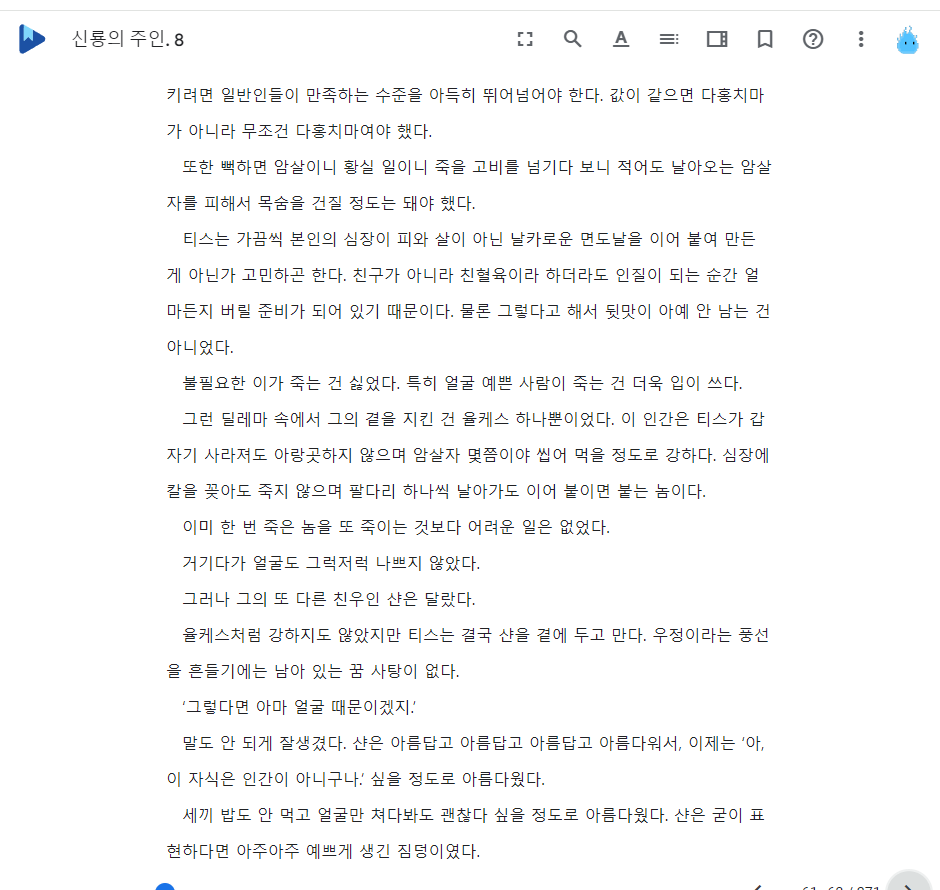 신룡의 주인. 8
키려면 일반인들이 만족하는 수준을 아득히 뛰어넘어야 한다. 값이 같으면 다홍치마
가 아니라 무조건 다홍치마여야 했다.
또한 뻑하면 암살이니 황실 일이니 죽을 고비를 넘기다 보니 적어도 날아오는 암살
자를 피해서 목숨을 건질 정도는 돼야 했다.
티스는 가끔씩 본인의 심장이 피와 살이 아닌 날카로운 면도날을 이어 붙여 만든
게 아닌가 고민하곤 한다. 친구가 아니라 친혈육이라 하더라도 인질이 되는 순간 얼
마든지 버릴 준비가 되어 있기 때문이다. 물론 그렇다고 해서 뒷맛이 아예 안 남는 건
아니었다.
불필요한 이가 죽는 건 싫었다. 특히 얼굴 예쁜 사람이 죽는 건 더욱 입이 쓰다.
그런 딜레마 속에서 그의 곁을 지킨 건 율케스 하나뿐이었다. 이 인간은 티스가 갑
자기 사라져도 아랑곳하지 않으며 암살자 몇쯤이야 씹어 먹을 정도로 강하다. 심장에
칼을 꽂아도 죽지 않으며 팔다리 하나씩 날아가도 이어 붙이면 붙는 놈이다.
이미 한 번 죽은 놈을 또 죽이는 것보다 어려운 일은 없었다.
거기다가 얼굴도 그럭저럭 나쁘지 않았다.
그러나 그의 또 다른 친우인 샨은 달랐다.
율케스처럼 강하지도 않았지만 티스는 결국 샨을 곁에 두고 만다. 우정이라는 풍선
을 흔들기에는 남아 있는 꿈 사탕이 없다.
‘그렇다면 아마 얼굴 때문이겠지.’
말도 안 되게 잘생겼다. 샨은 아름답고 아름답고 아름답고 아름다워서, 이제는 ‘아,
이 자식은 인간이 아니구나.’ 싶을 정도로 아름다웠다.
세끼 밥도 안 먹고 얼굴만 쳐다봐도 괜찮다 싶을 정도로 아름다웠다. 샨은 굳이 표
현하다면 아주아주 예쁘게 생긴 짐덩이였다.